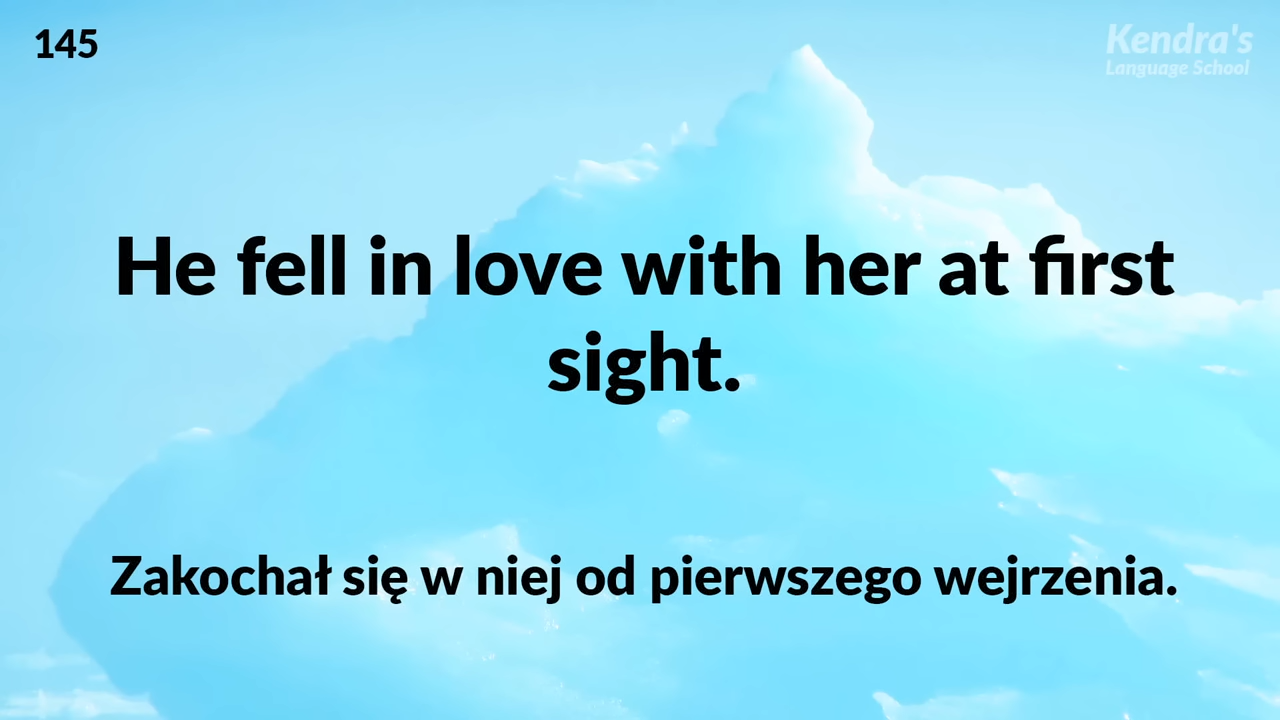 145
Kendra's
Language School
He fell in love with her at first
sight.
Zakochał się w niej od pierwszego wejrzenia.